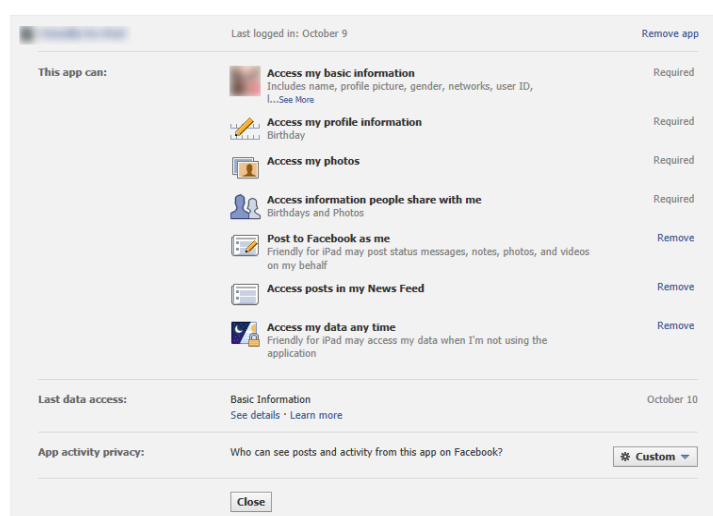 Last logged in: October 9
Remove app
This app can:
Access my basic information
Required
Includes name, profile picture, gender, networks, user ID,
l...See More
Access my profile information
Required
Birthday
Access my photos
Required
Access information people share with me
Required
Birthdays and Photos
Post to Facebook as me
Remove
Friendly for iPad may post status messages, notes, photos, and videos
on my behalf
Access posts in my News Feed
Remove
Access my data any time
Remove
Friendly for iPad may access my data when I'm not using the
application
Last data access:
Basic Information
October 10
See details · Learn more
App activity privacy:
Who can see posts and activity from this app on Facebook?
Custom
Close